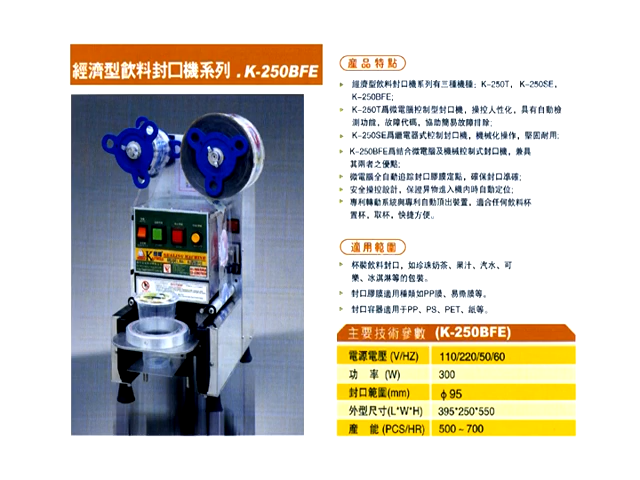 經濟型飲料封口機系列 . K-250BFE
產品特點
經濟型飲料封口機系列有三種機種: K-250T, K-250SE,
K-250BFE;
K-250T爲微電腦控制型封口機, 操控人性化, 具有自動檢
測功能, 故障代碼, 協助簡易故障排除;
K-250SE爲繼電器式控制封口機, 機械化操作, 堅固耐用;
K-250BFE爲結合微電腦及機械控制式封口機, 兼具
其兩者之優點;
微電腦全自動追踪封口膠膜定點, 確保封口準確;
安全操控設計, 保證異物進入機內時自動定位;
專利轉動系統與專利自動頂出裝置, 適合任何飲料杯
置杯, 取杯, 快捷方便。
適用範圍
杯裝飲料封口, 如珍珠奶茶、果汁、汽水、可
樂、冰淇淋等的包裝。
封口膠膜適用種類如PP膜、易撕膜等。
封口容器適用于PP、PS、PET、紙等。
主要技術參數 (K-250BFE)
電源電壓 (V/HZ) 110/220/50/60
功 率 (W) 300
封口範圍(mm) φ95
外型尺寸(L*W*H) 395*250*550
產 能 (PCS/HR) 500~700
SEALING MACHINE